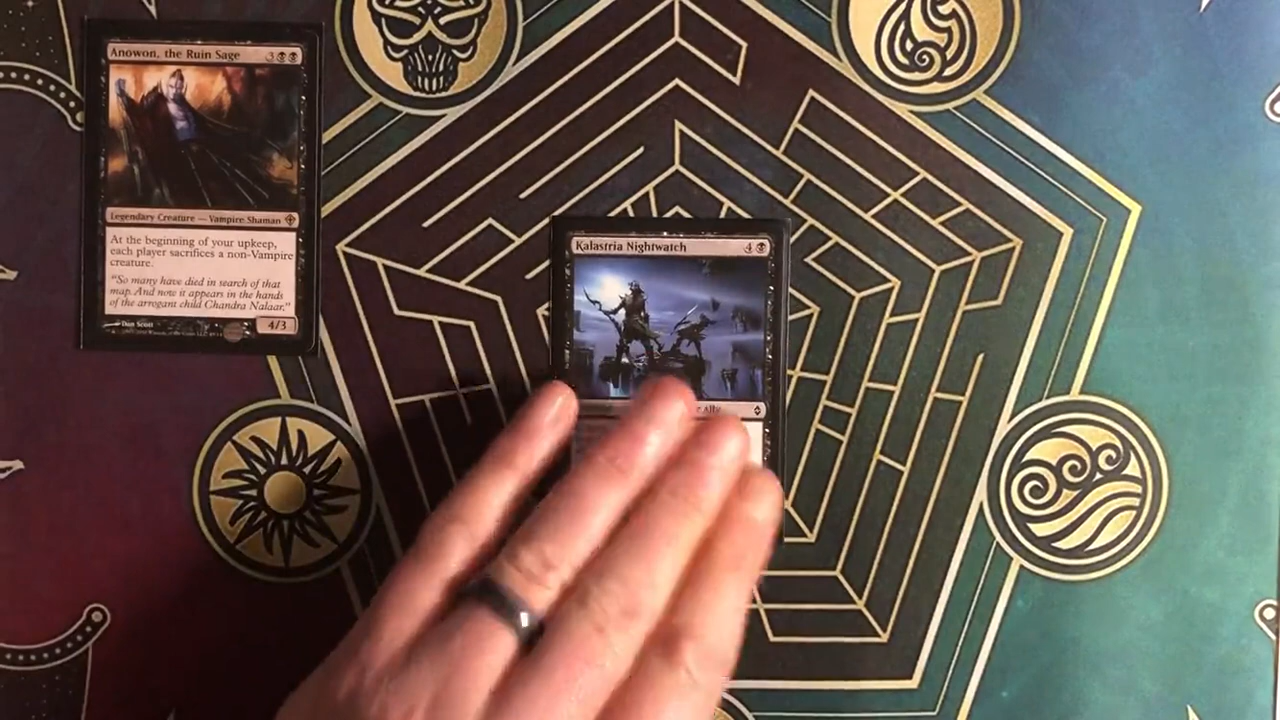 Anowon, the Ruin Sage
Legendary Creature — Vampire Shaman
At the beginning of your upkeep,
each player sacrifices a non-Vampire
creature.
"So many have died in search of that
map. And now it appears in the hands
of the arrogant child Chandra Nalaar."
Dan Scott
4/3
Kalastria Nightwatch
Ally